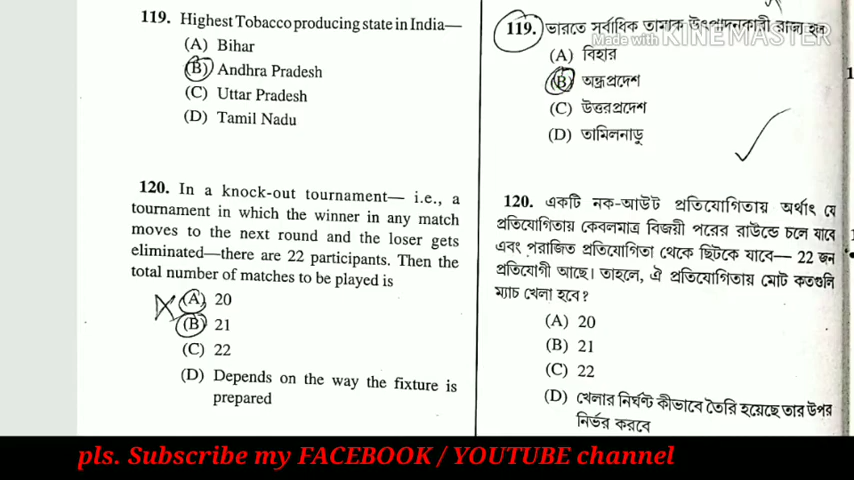 119. Highest Tobacco producing state in India—
(A) Bihar
(B) Andhra Pradesh
(C) Uttar Pradesh
(D) Tamil Nadu
120. In a knock-out tournament— i.e., a
tournament in which the winner in any match
moves to the next round and the loser gets
eliminated—there are 22 participants. Then the
total number of matches to be played is
(A) 20
(B) 21
(C) 22
(D) Depends on the way the fixture is
prepared
119. ভারতে সর্বাধিক তামাক উৎপাদনকারী রাজ্য হল
Made with KINEMASTER
(A) বিহার
(B) অন্ধ্রপ্রদেশ
(C) উত্তরপ্রদেশ
(D) তামিলনাড়ু
120. একটি নক-আউট প্রতিযোগিতায় অর্থাৎ যে
প্রতিযোগিতায় কেবলমাত্র বিজয়ী পরের রাউন্ডে চলে যাবে
এবং পরাজিত প্রতিযোগিতা থেকে ছিটকে যাবে— 22 জন
প্রতিযোগী আছে। তাহলে, ঐ প্রতিযোগিতায় মোট কতগুলি
ম্যাচ খেলা হবে?
(A) 20
(B) 21
(C) 22
(D) খেলার নির্ঘণ্ট কীভাবে তৈরি হয়েছে তার উপর
নির্ভর করবে
pls. Subscribe my FACEBOOK / YOUTUBE channel